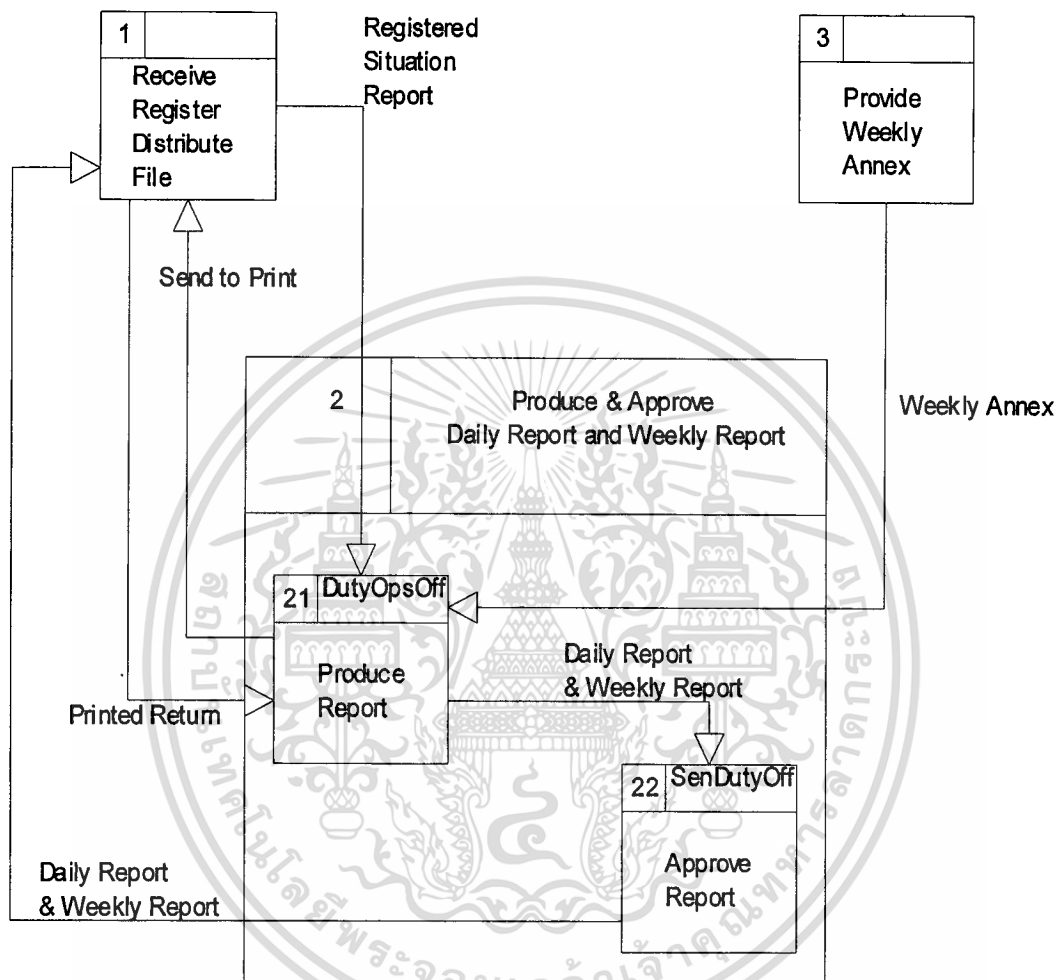 1
Receive
Register
Distribute
File
Registered
Situation
Report
3
Provide
Weekly
Annex
Send to Print
2
Produce & Approve
Daily Report and Weekly Report
Weekly Annex
21
DutyOpsOff
Produce
Report
Daily Report
& Weekly Report
Printed Return
22
SenDutyOff
Approve
Report
Daily Report
& Weekly Report